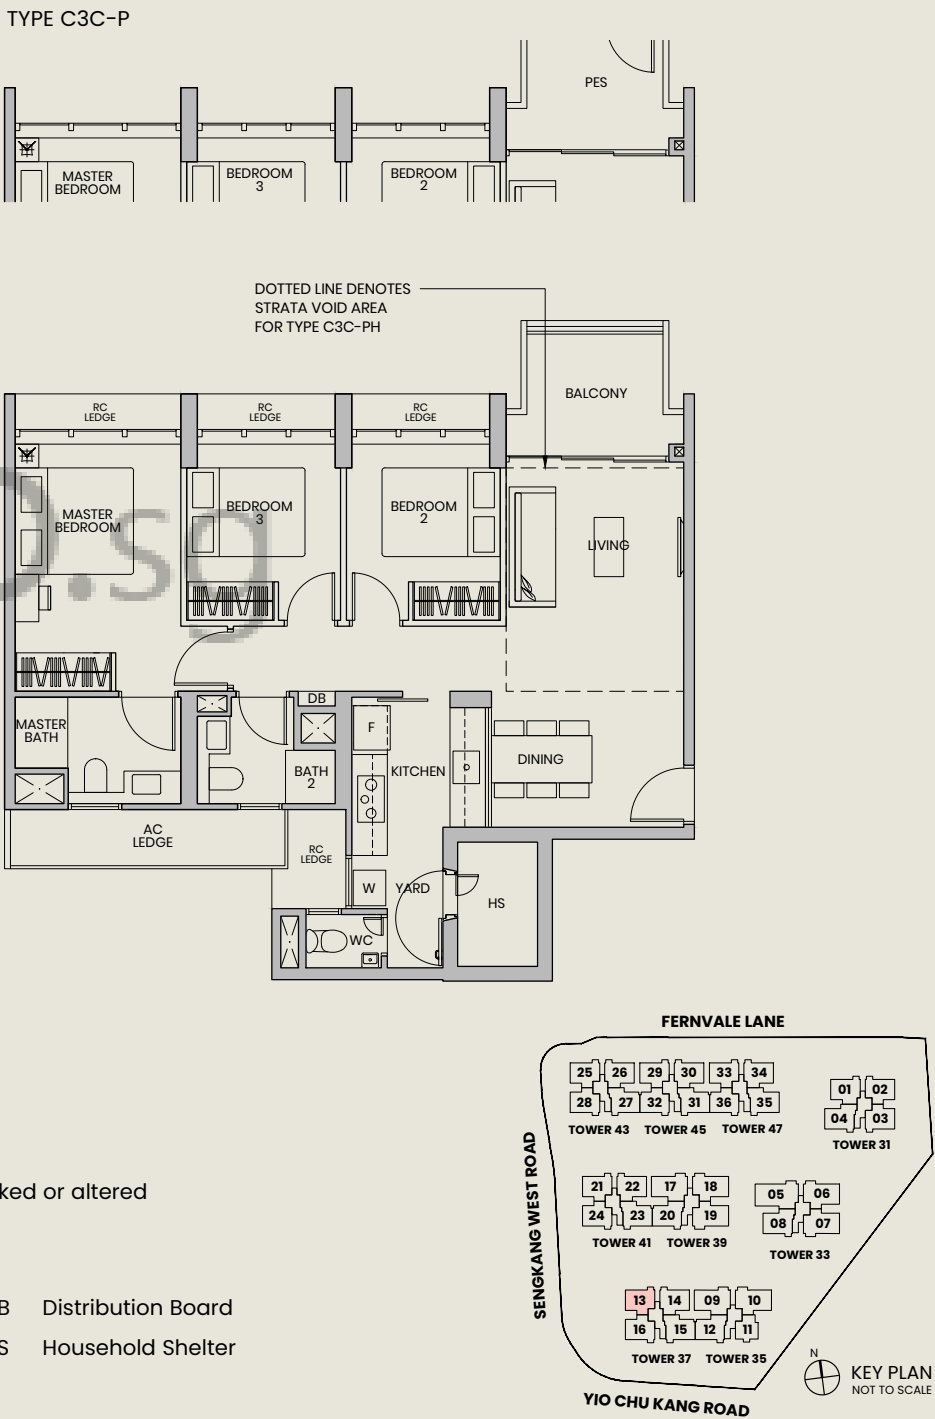 TYPE C3C-P
PES
MASTER
BEDROOM
BEDROOM
3
BEDROOM
2
DOTTED LINE DENOTES
STRATA VOID AREA
FOR TYPE C3C-PH
BALCONY
RC
LEDGE
RC
LEDGE
RC
LEDGE
MASTER
BEDROOM
BEDROOM
3
BEDROOM
2
LIVING
.sg
DB
MASTER
BATH
F
BATH
2
KITCHEN
DINING
AC
LEDGE
RC
LEDGE
W
YARD
HS
WC
FERNVALE LANE
25 26 29 30 33 34
28 27 32 31 36 35
TOWER 43 TOWER 45 TOWER 47
01 02
04 03
TOWER 31
SENGKANG WEST ROAD
21 22 17 18
24 23 20 19
TOWER 41 TOWER 39
05 06
08 07
TOWER 33
13 14 09 10
16 15 12 11
TOWER 37 TOWER 35
YIO CHU KANG ROAD
N
KEY PLAN
NOT TO SCALE
ked or altered
B Distribution Board
S Household Shelter